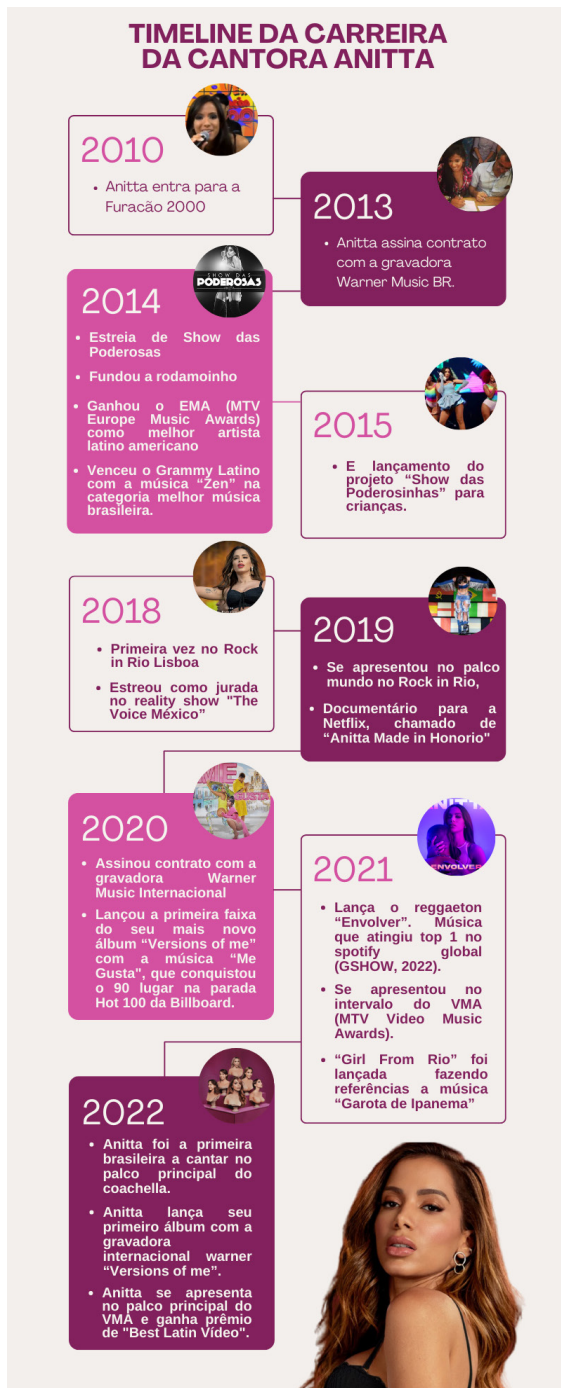 TIMELINE DA CARREIRA
DA CANTORA ANITTA
2010
• Anitta entra para a
Furacão 2000
2013
• Anitta assina contrato
com a gravadora
Warner Music BR.
SHOW DAS
PODEROSAS
2014
• Estreia de Show das
Poderosas
• Fundou a rodamoinho
• Ganhou o EMA (MTV
Europe Music Awards)
como melhor artista
latino americano
• Venceu o Grammy Latino
com a música “Zen” na
categoria melhor música
brasileira.
2015
• E lançamento do
projeto “Show das
Poderosinhas” para
crianças.
2018
• Primeira vez no Rock
in Rio Lisboa
• Estreou como jurada
no reality show "The
Voice México”
2019
• Se apresentou no palco
mundo no Rock in Rio,
• Documentário para a
Netflix, chamado de
“Anitta Made in Honorio"
2020
• Assinou contrato com a
gravadora Warner
Music Internacional
• Lançou a primeira faixa
do seu mais novo
álbum “Versions of me”
com a música “Me
Gusta", que conquistou
o 90 lugar na parada
Hot 100 da Billboard.
ENVOLVER
2021
• Lança o reggaeton
“Envolver”. Música
que atingiu top 1 no
spotify global
(GSHOW, 2022).
• Se apresentou no
intervalo do VMA
(MTV Video Music
Awards).
• “Girl From Rio” foi
lançada fazendo
referências a música
“Garota de Ipanema”
2022
• Anitta foi a primeira
brasileira a cantar no
palco principal do
coachella.
• Anitta lança seu
primeiro álbum com a
gravadora
internacional warner
“Versions of me”.
• Anitta se apresenta
no palco principal do
VMA e ganha prêmio
de "Best Latin Vídeo".